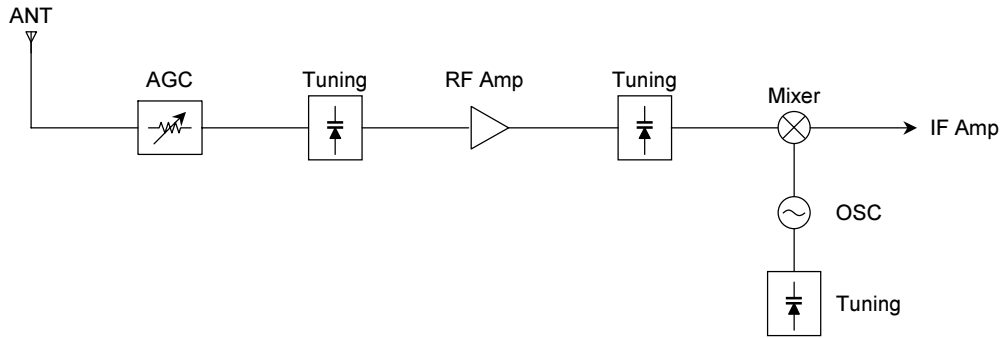 ANT
AGC
Tuning
RF Amp
Tuning
Mixer
IF Amp
OSC
Tuning